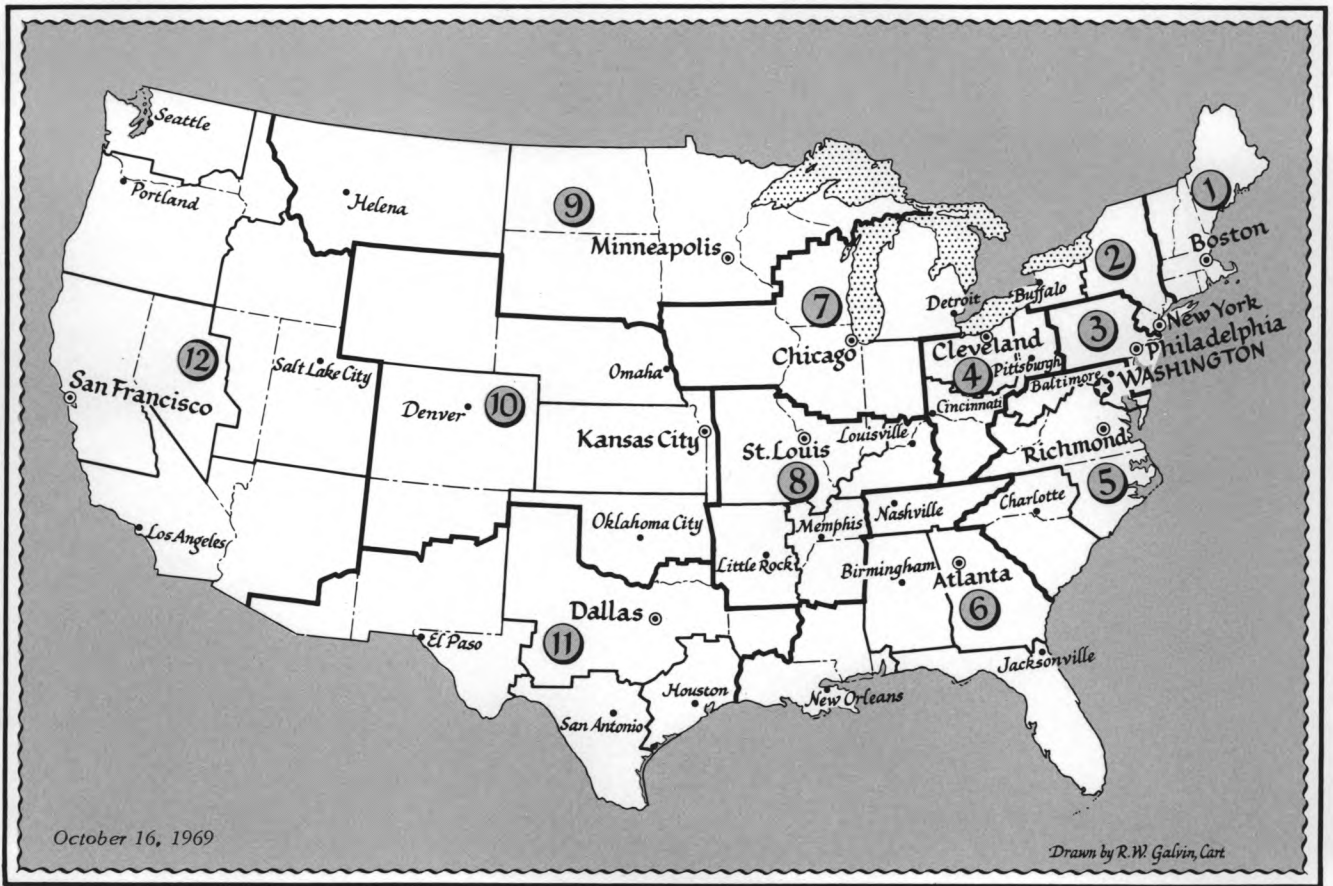 Seattle
Portland
Helena
9
Minneapolis
1
Boston
2
Buffalo
Detroit
7
Chicago
New York
3
Philadelphia
Cleveland
Pittsburgh
4
Baltimore
WASHINGTON
Cincinnati
12
Salt Lake City
Omaha
San Francisco
Denver
10
Kansas City
St. Louis
Louisville
Richmond
8
5
Los Angeles
Oklahoma City
Memphis
Nashville
Charlotte
Little Rock
Birmingham
Atlanta
6
Dallas
11
El Paso
Houston
San Antonio
New Orleans
Jacksonville
October 16, 1969
Drawn by R.W. Galvin, Cart.